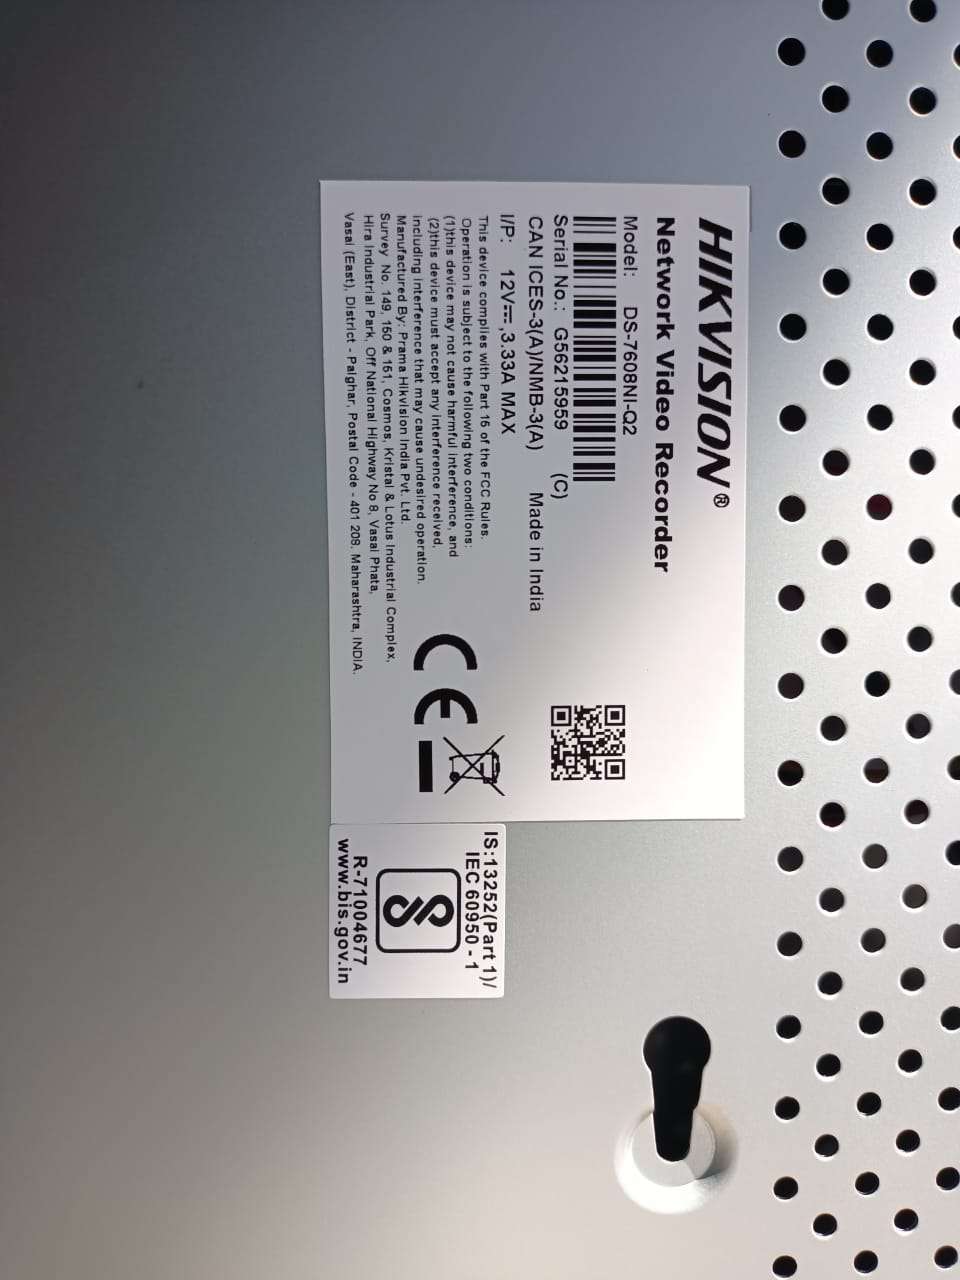 HIKVISION®
Network Video Recorder
Model: DS-7608NI-Q2
Serial No.: G56215959 (C)
CAN ICES-3(A)/NMB-3(A) Made in India
I/P: 12V⎓,3.33A MAX
This device complies with Part 15 of the FCC Rules.
Operation is subject to the following two conditions:
(1)this device may not cause harmful interference, and
(2)this device must accept any interference received,
including interference that may cause undesired operation.
Manufactured By: Prama Hikvision India Pvt. Ltd.
Survey No. 149, 150 & 151, Cosmos, Kristal & Lotus Industrial Complex,
Hira Industrial Park, Off National Highway No 8, Vasai Phata,
Vasai (East), District - Palghar, Postal Code - 401 208. Maharashtra, INDIA.
CE
IS:13252(Part 1)/
IEC 60950-1
R-71004677
www.bis.gov.in